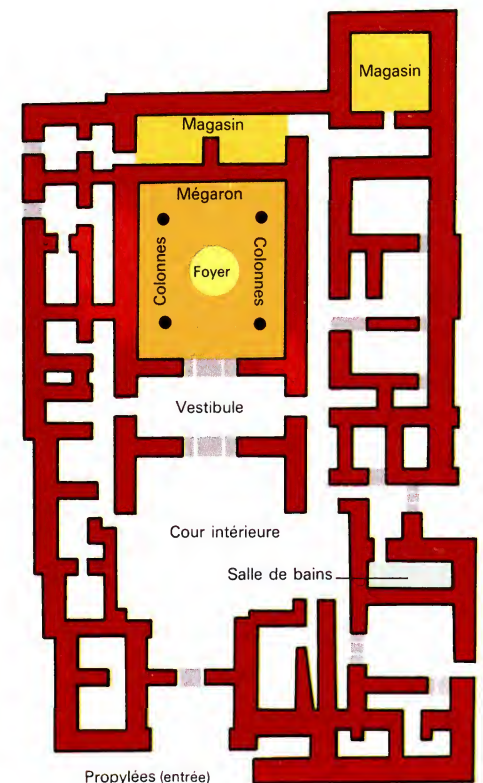 Magasin
Magasin
Mégaron
Colonnes
Colonnes
Foyer
Vestibule
Cour intérieure
Salle de bains
Propylées (entrée)